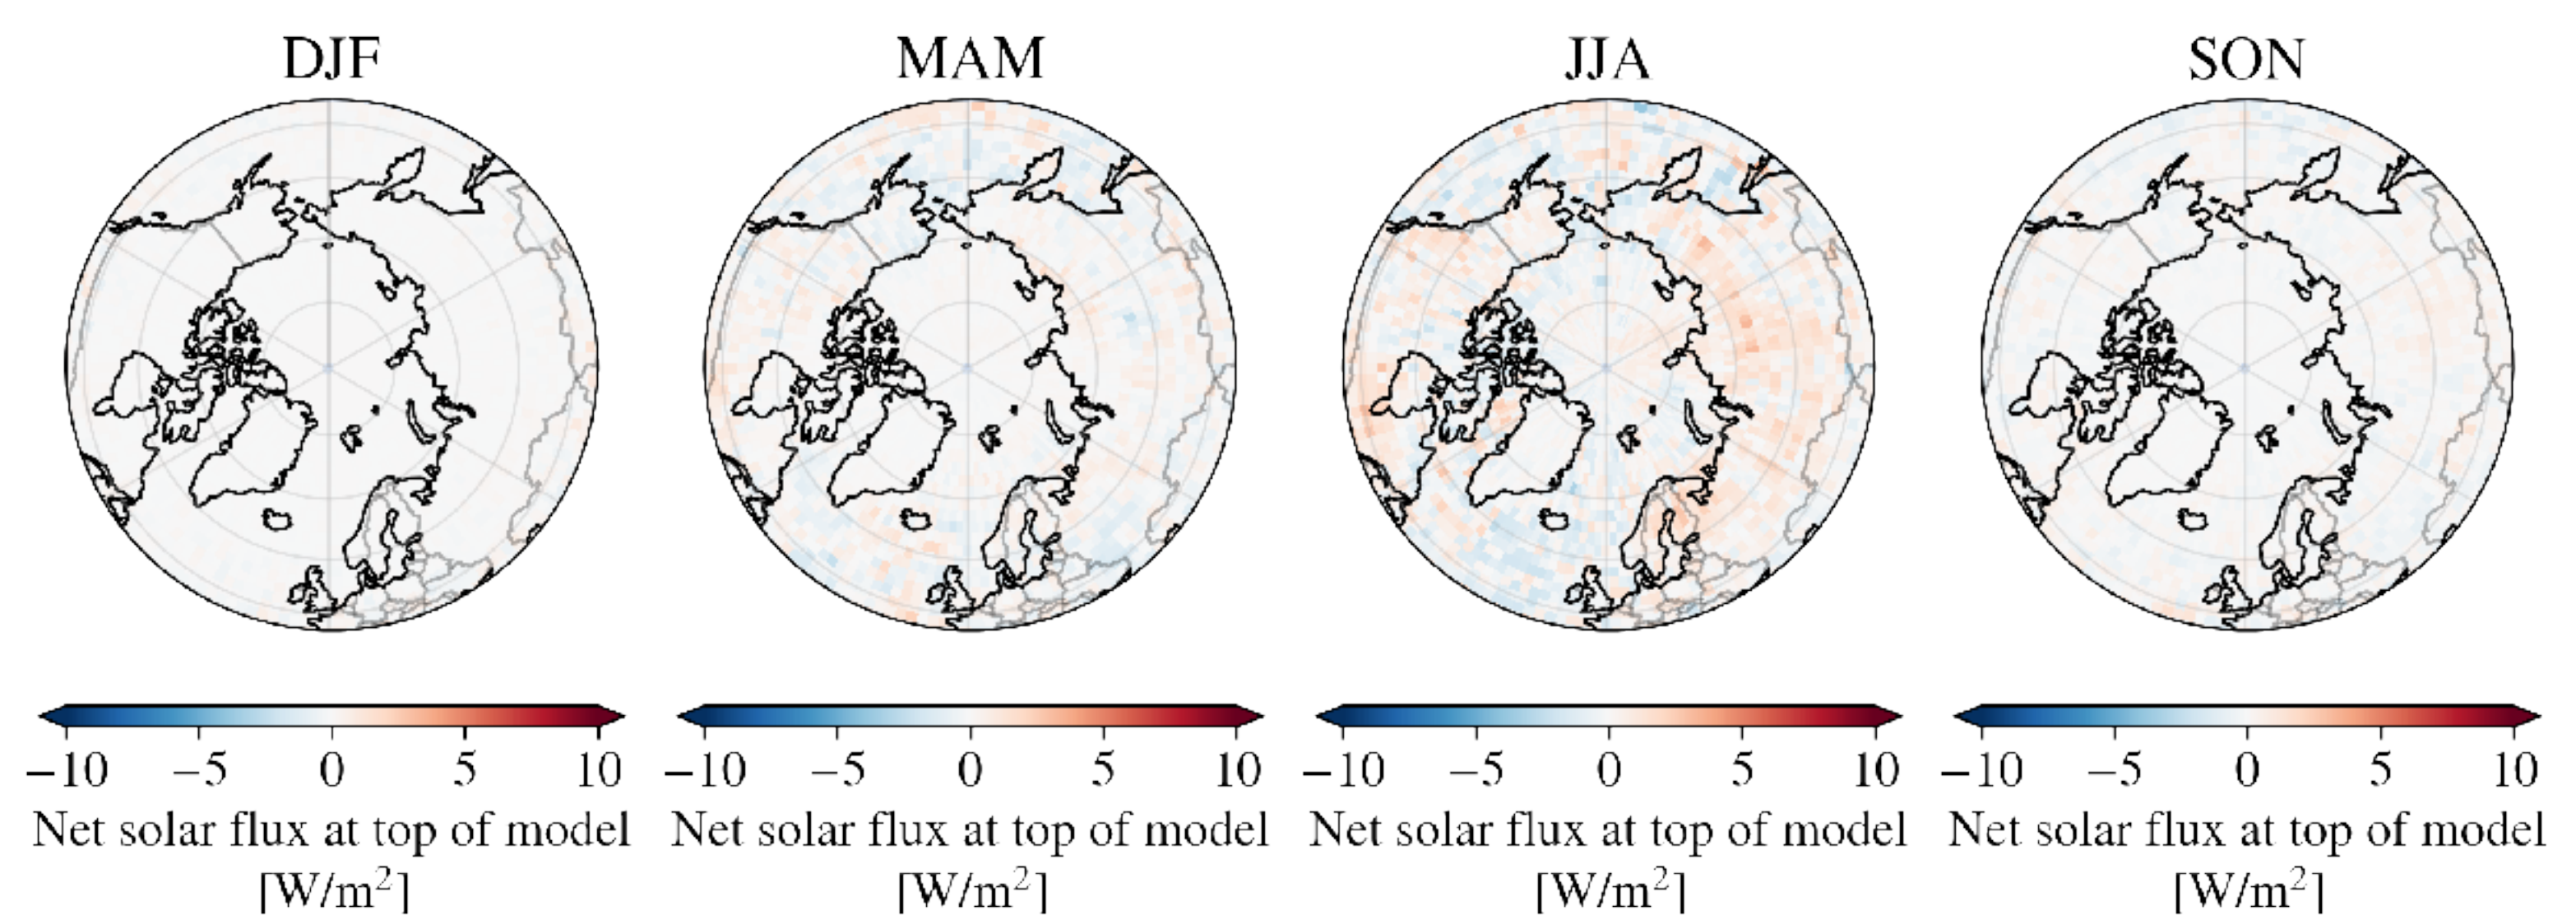 DJF MAM JJA SON
−10 −5 0 5 10 −10 −5 0 5 10 −10 −5 0 5 10 −10 −5 0 5 10
Net solar flux at top of model Net solar flux at top of model Net solar flux at top of model Net solar flux at top of model
[W/m²] [W/m²] [W/m²] [W/m²]